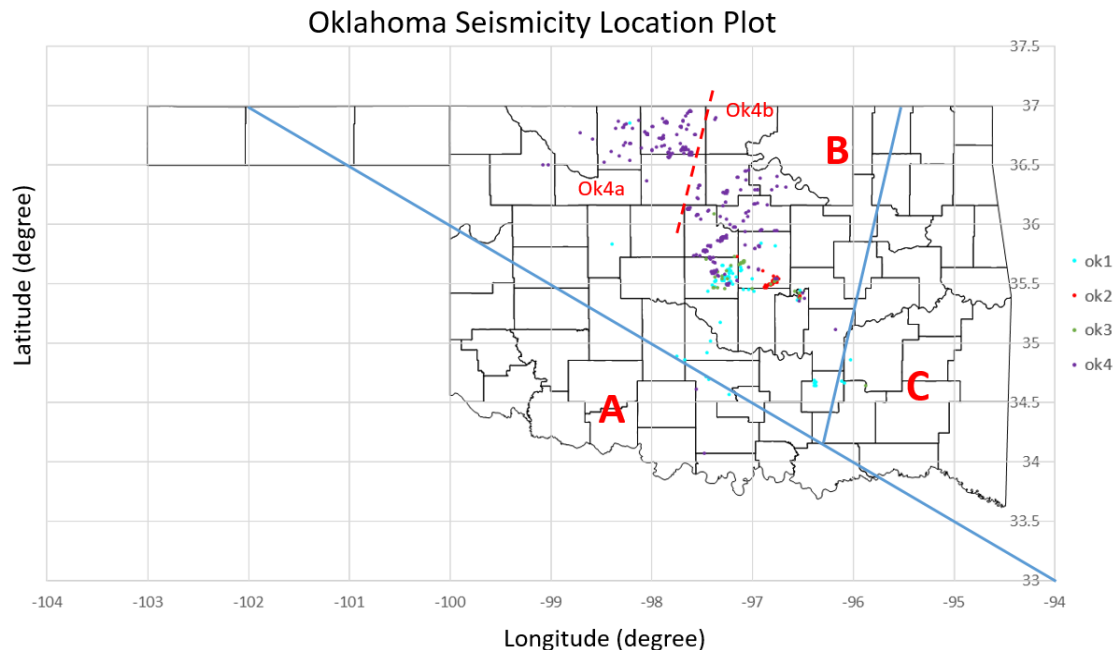 Oklahoma Seismicity Location Plot
37.5
37
Ok4b
B
36.5
Ok4a
36
ok1
35.5
ok2
35
ok3
ok4
C
A
34.5
34
33.5
33
Latitude (degree)
-104 -103 -102 -101 -100 -99 -98 -97 -96 -95 -94
Longitude (degree)